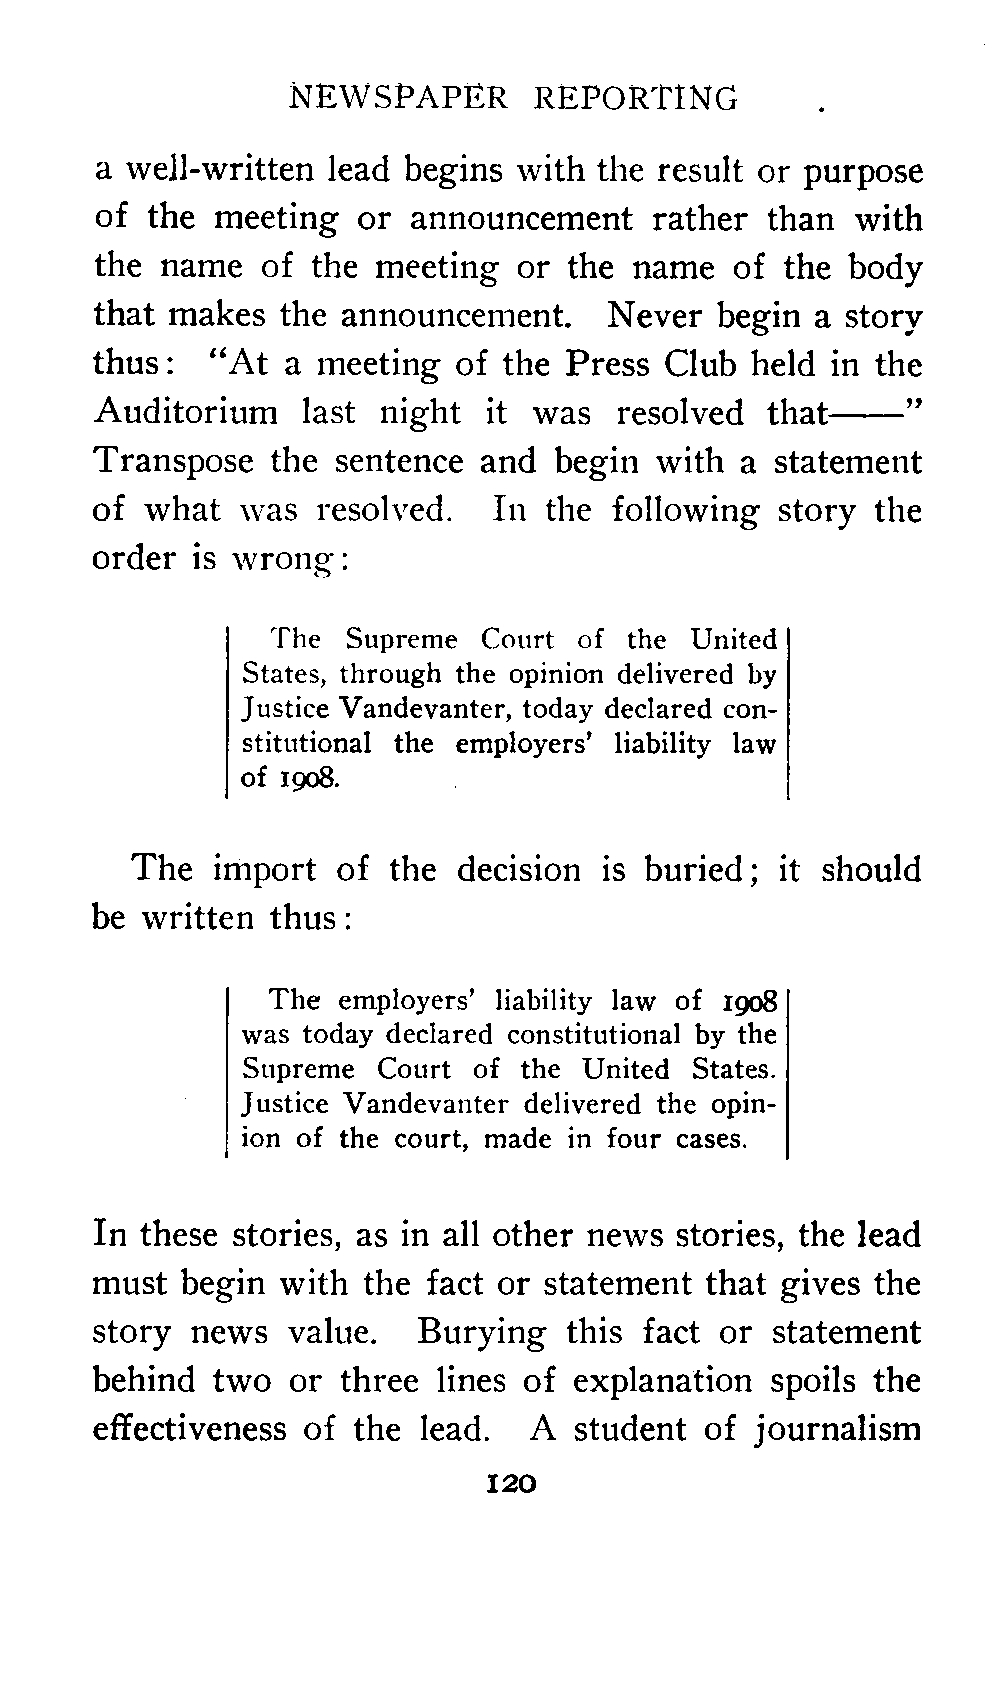 NEWSPAPER REPORTING
a well-written lead begins with the result or purpose
of the meeting or announcement rather than with
the name of the meeting or the name of the body
that makes the announcement. Never begin a story
thus: "At a meeting of the Press Club held in the
Auditorium last night it was resolved that——"
Transpose the sentence and begin with a statement
of what was resolved. In the following story the
order is wrong:
The Supreme Court of the United
States, through the opinion delivered by
Justice Vandevanter, today declared con-
stitutional the employers' liability law
of 1908.
The import of the decision is buried; it should
be written thus:
The employers' liability law of 1908
was today declared constitutional by the
Supreme Court of the United States.
Justice Vandevanter delivered the opin-
ion of the court, made in four cases.
In these stories, as in all other news stories, the lead
must begin with the fact or statement that gives the
story news value. Burying this fact or statement
behind two or three lines of explanation spoils the
effectiveness of the lead. A student of journalism
120